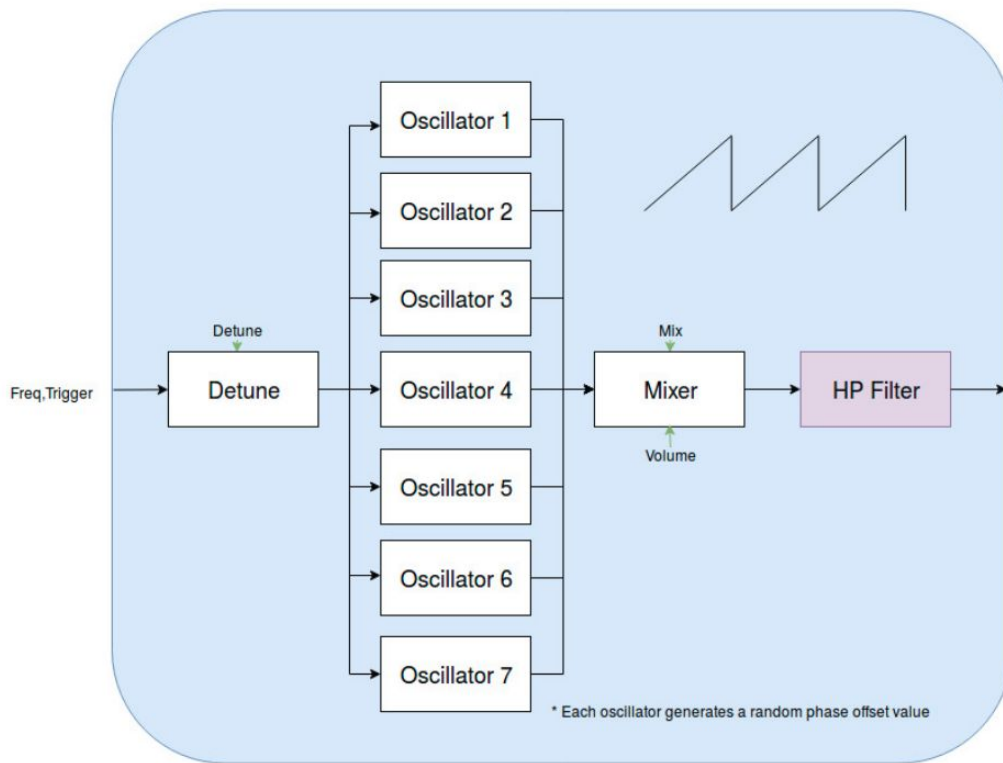 Oscillator 1
Oscillator 2
Oscillator 3
Detune
Mix
Freq,Trigger
Detune
Oscillator 4
Mixer
HP Filter
Volume
Oscillator 5
Oscillator 6
Oscillator 7
* Each oscillator generates a random phase offset value